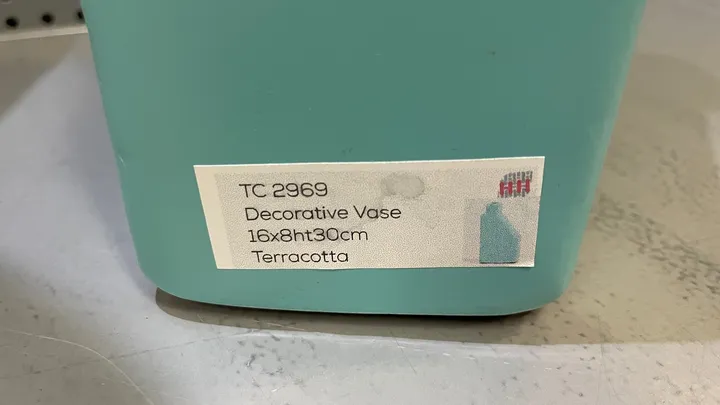 TC 2969
Decorative Vase
16x8ht30cm
Terracotta